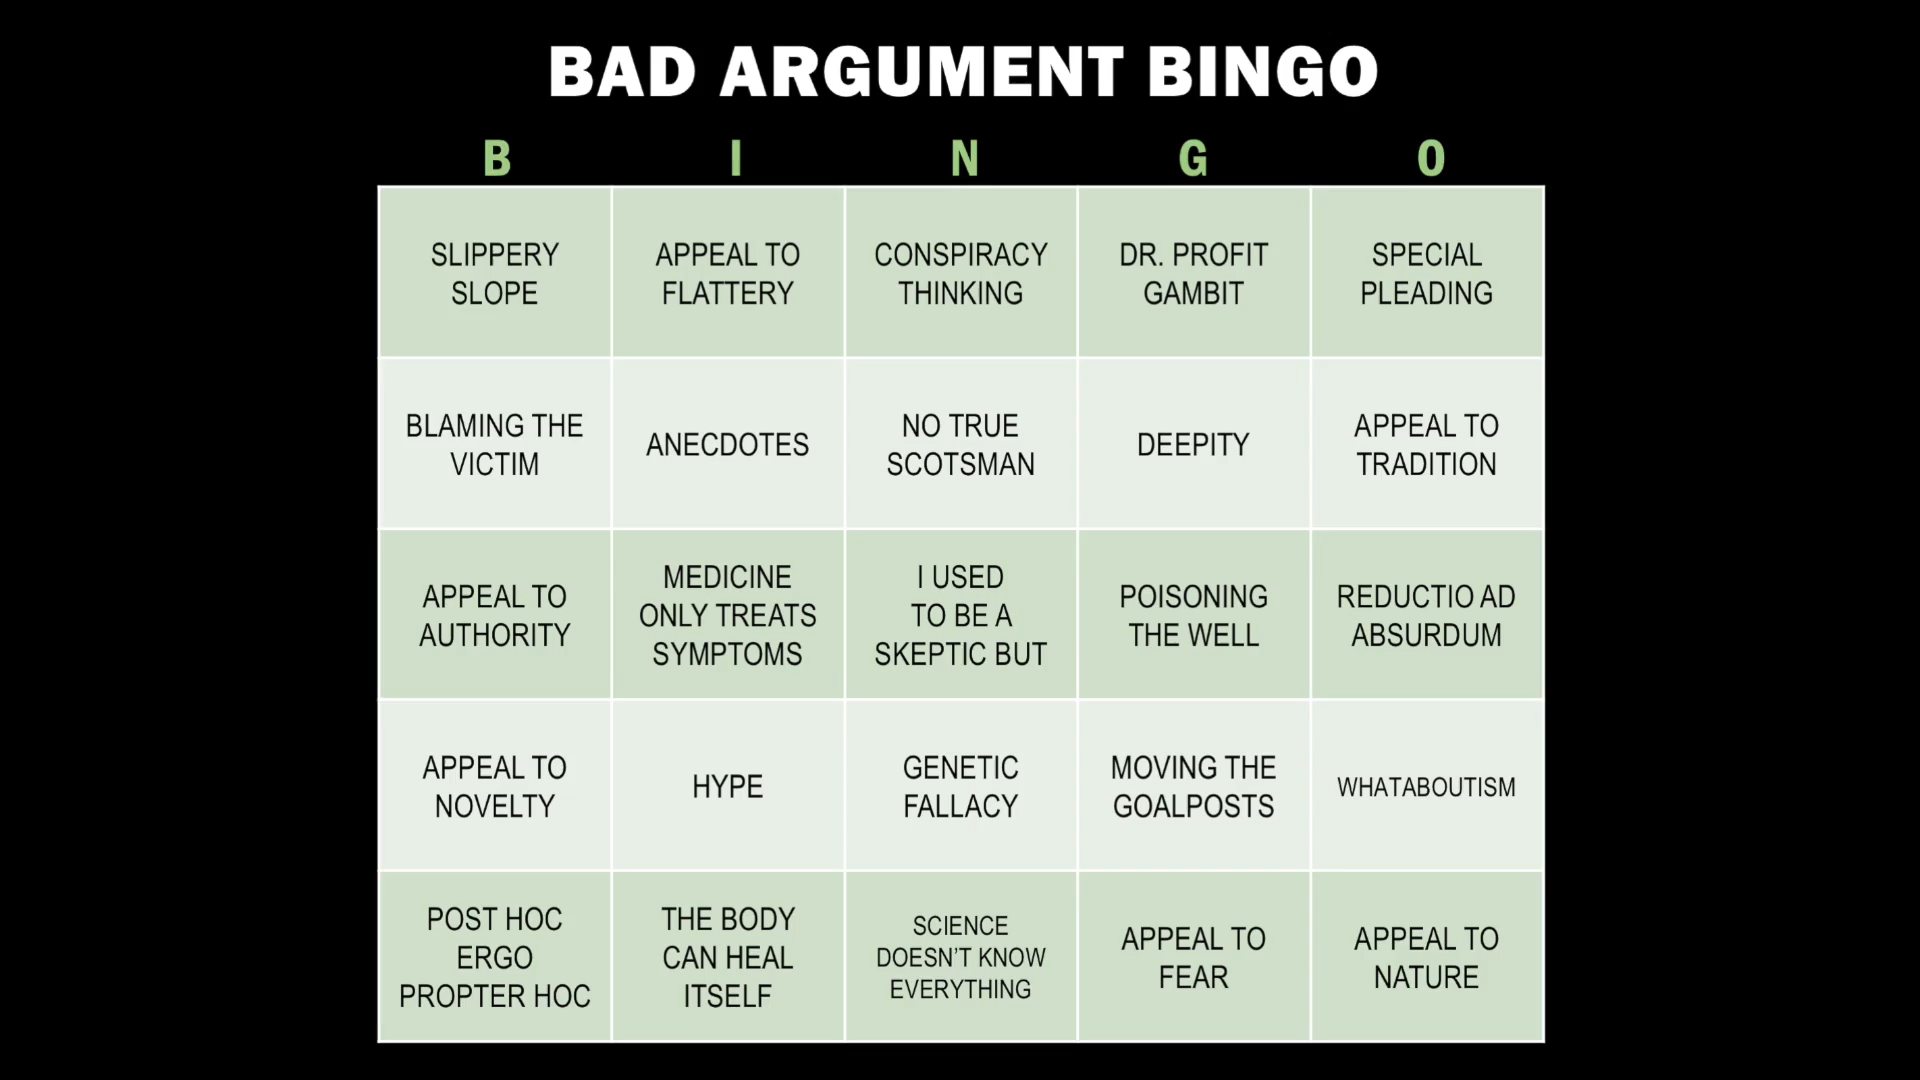 BAD ARGUMENT BINGO
B I N G O
SLIPPERY
SLOPE
APPEAL TO
FLATTERY
CONSPIRACY
THINKING
DR. PROFIT
GAMBIT
SPECIAL
PLEADING
BLAMING THE
VICTIM
ANECDOTES
NO TRUE
SCOTSMAN
DEEPITY
APPEAL TO
TRADITION
APPEAL TO
AUTHORITY
MEDICINE
ONLY TREATS
SYMPTOMS
I USED
TO BE A
SKEPTIC BUT
POISONING
THE WELL
REDUCTIO AD
ABSURDUM
APPEAL TO
NOVELTY
HYPE
GENETIC
FALLACY
MOVING THE
GOALPOSTS
WHATABOUTISM
POST HOC
ERGO
PROPTER HOC
THE BODY
CAN HEAL
ITSELF
SCIENCE
DOESN'T KNOW
EVERYTHING
APPEAL TO
FEAR
APPEAL TO
NATURE